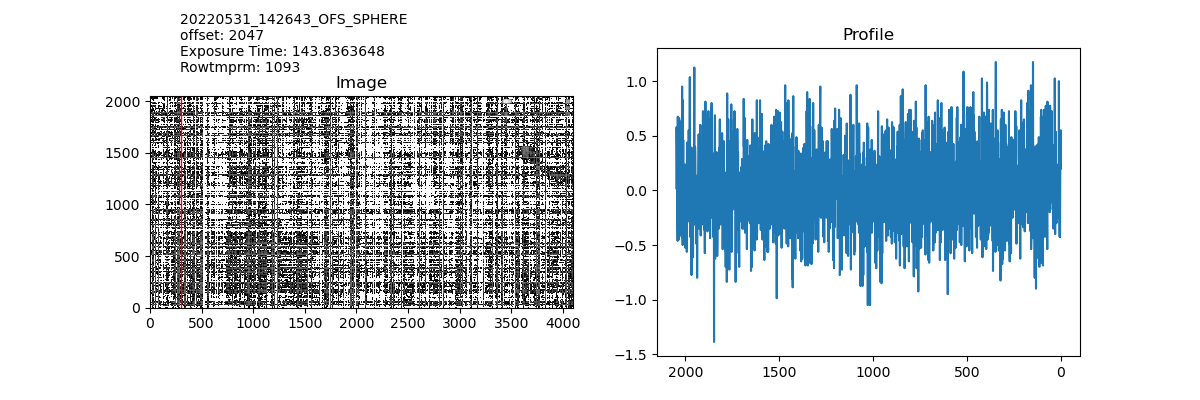 20220531_142643_OFS_SPHERE
offset: 2047
Exposure Time: 143.8363648
Rowtmprm: 1093
Image
2000
1500
1000
500
0
0 500 1000 1500 2000 2500 3000 3500 4000
Profile
1.0
0.5
0.0
−0.5
−1.0
−1.5
2000 1500 1000 500 0